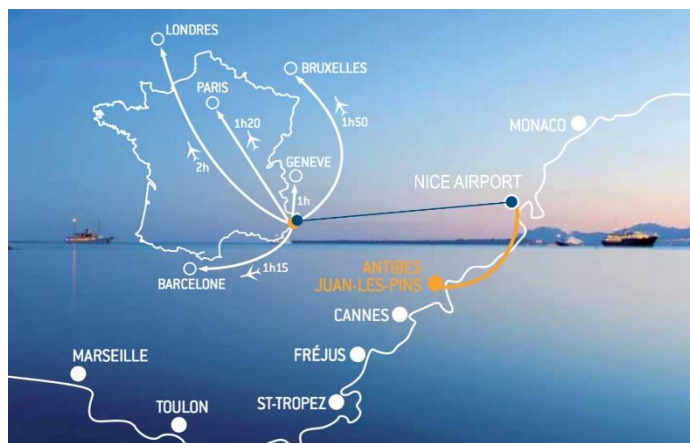 LONDRES
BRUXELLES
PARIS
1h20
1h50
MONACO
2h
GENEVE
1h
NICE AIRPORT
1h15
BARCELONE
ANTIBES
JUAN-LES-PINS
CANNES
MARSEILLE
FRÉJUS
TOULON
ST-TROPEZ